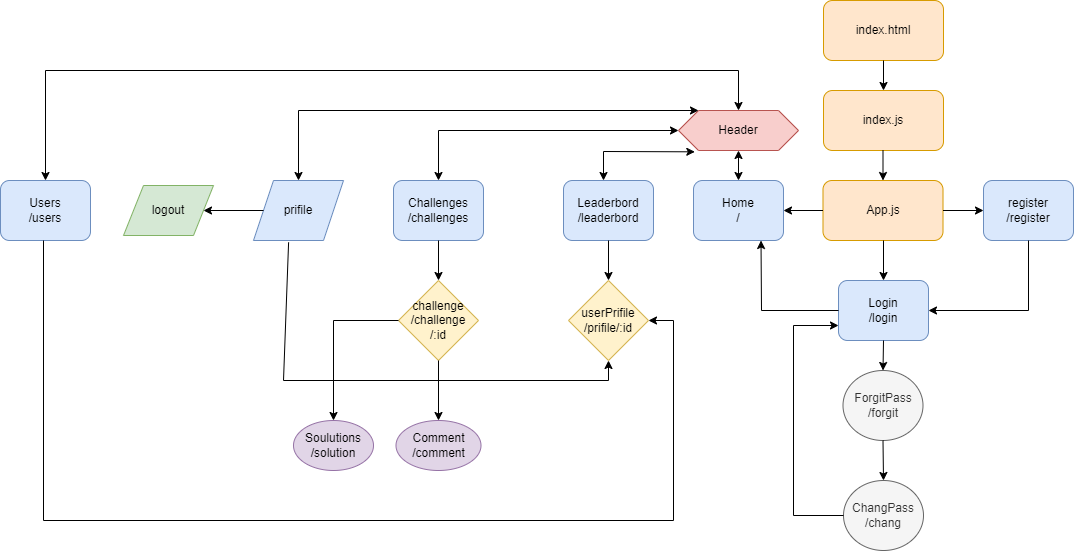 index.html
index.js
Header
Users
/users
logout
prifile
Challenges
/challenges
Leaderbord
/leaderbord
Home
/
App.js
register
/register
challenge
/challenge
/:id
userPrifile
/prifile/:id
Login
/login
ForgitPass
/forgit
Soulutions
/solution
Comment
/comment
ChangPass
/chang